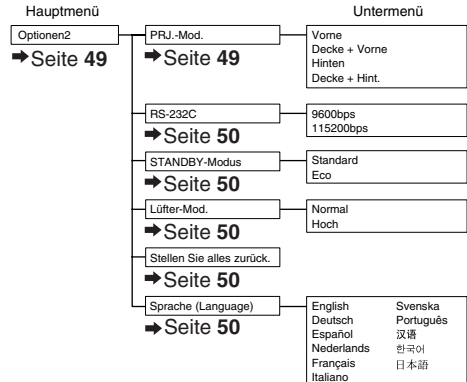 Hauptmenü
Untermenü
Optionen2
➡Seite 49
PRJ.-Mod.
➡Seite 49
Vorne
Decke + Vorne
Hinten
Decke + Hint.
RS-232C
➡Seite 50
9600bps
115200bps
STANDBY-Modus
➡Seite 50
Standard
Eco
Lüfter-Mod.
➡Seite 50
Normal
Hoch
Stellen Sie alles zurück.
➡Seite 50
Sprache (Language)
➡Seite 50
English
Deutsch
Español
Nederlands
Français
Italiano
Svenska
Português
汉语
한국어
日本語